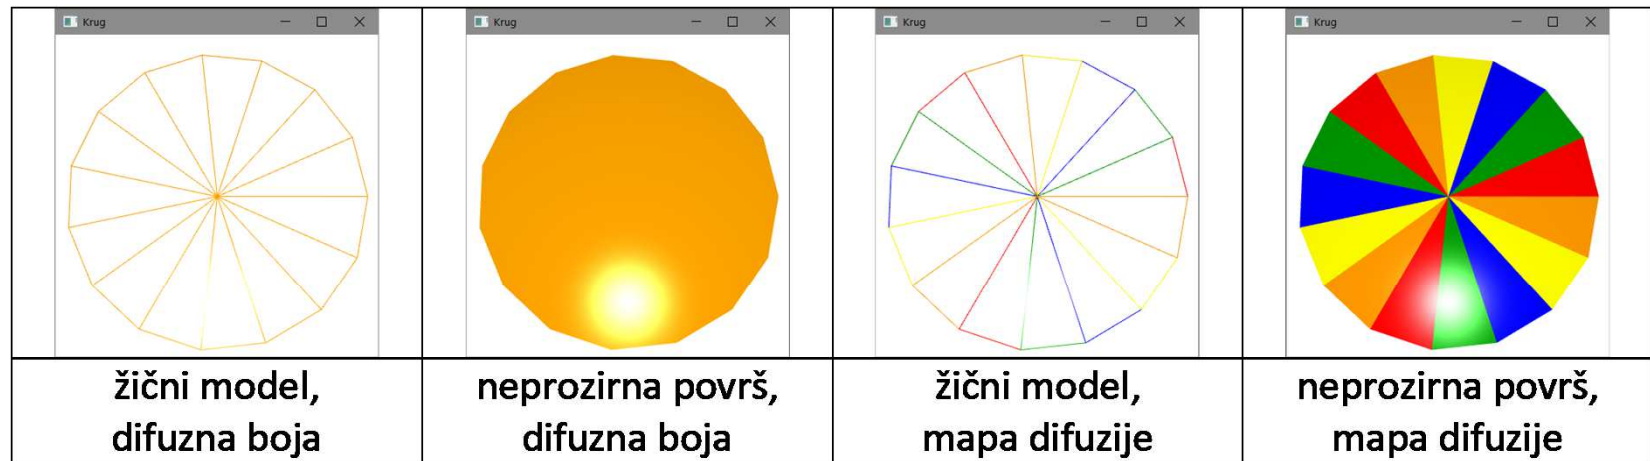 Krug
Krug
Krug
Krug
žični model,
difuzna boja
neprozirna površ,
difuzna boja
žični model,
mapa difuzije
neprozirna površ,
mapa difuzije